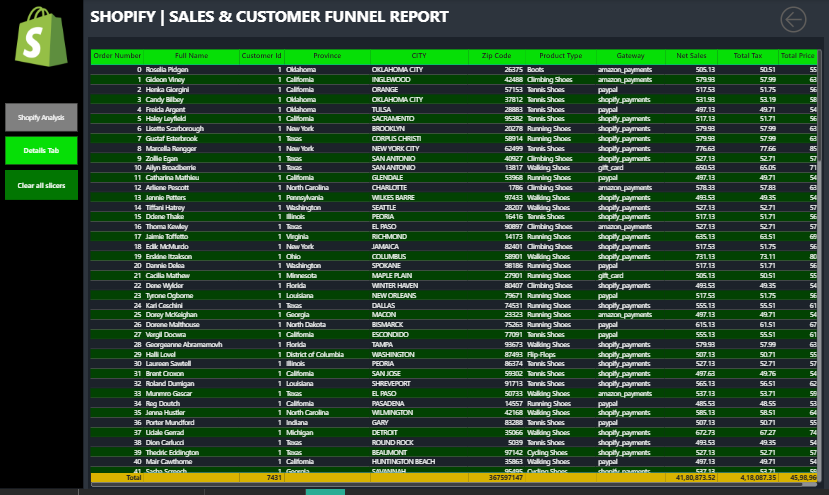 SHOPIFY | SALES & CUSTOMER FUNNEL REPORT
Shopify Analysis
Details Tab
Clear all slicers
Order Number Full Name Customer Id Province CITY Zip Code Product Type Gateway Net Sales Total Tax Total Price
0 Rosella Pidgen 1 Oklahoma OKLAHOMA CITY 26375 Boots amazon_payments 505.13 50.51 55
1 Gideon Viney 1 California INGLEWOOD 42488 Climbing Shoes amazon_payments 579.93 57.99 63
2 Henka Giorgini 1 California ORANGE 57153 Tennis Shoes paypal 517.53 51.75 56
3 Candy Bilbey 1 Oklahoma OKLAHOMA CITY 37812 Tennis Shoes shopify_payments 531.93 53.19 58
4 Freida Argent 1 Oklahoma TULSA 28883 Tennis Shoes paypal 497.13 49.71 54
5 Haley Leyfield 1 California SACRAMENTO 95382 Tennis Shoes shopify_payments 517.13 51.71 56
6 Lisette Scarborough 1 New York BROOKLYN 20278 Running Shoes shopify_payments 579.93 57.99 63
7 Gustaf Esterbrook 1 Texas CORPUS CHRISTI 58914 Running Shoes shopify_payments 579.93 57.99 63
8 Marcella Rengger 1 New York NEW YORK CITY 62499 Tennis Shoes shopify_payments 776.63 77.66 85
9 Zollie Egan 1 Texas SAN ANTONIO 40927 Climbing Shoes shopify_payments 527.13 52.71 57
10 Ailyn Broadberrie 1 Texas SAN ANTONIO 13817 Walking Shoes gift_card 650.53 65.05 71
11 Catharina Mathieu 1 California GLENDALE 53968 Running Shoes paypal 497.13 49.71 54
12 Arliene Pescott 1 North Carolina CHARLOTTE 1786 Climbing Shoes amazon_payments 578.33 57.83 63
13 Jennie Petters 1 Pennsylvania WILKES BARRE 97433 Walking Shoes shopify_payments 493.53 49.35 54
14 Tiffani Hatrey 1 Washington SEATTLE 28207 Walking Shoes shopify_payments 527.13 52.71 57
15 Ddene Thake 1 Illinois PEORIA 16416 Tennis Shoes shopify_payments 517.13 51.71 56
16 Thoma Kewley 1 Texas EL PASO 90897 Climbing Shoes amazon_payments 527.13 52.71 57
17 Jaimie Toffetto 1 Virginia RICHMOND 14173 Running Shoes shopify_payments 635.13 63.51 69
18 Edik McMurdo 1 New York JAMAICA 82401 Climbing Shoes shopify_payments 517.53 51.75 56
19 Erskine Itzakson 1 Ohio COLUMBUS 58901 Walking Shoes shopify_payments 731.13 73.11 80
20 Dannie Delea 1 Washington SPOKANE 98186 Running Shoes paypal 517.13 51.71 56
21 Cacilia Mathew 1 Minnesota MAPLE PLAIN 27901 Running Shoes gift_card 505.13 50.51 55
22 Dene Wylder 1 Florida WINTER HAVEN 80407 Climbing Shoes shopify_payments 493.53 49.35 54
23 Tyrone Ogborne 1 Louisiana NEW ORLEANS 79671 Running Shoes paypal 517.53 51.75 56
24 Kari Ceschini 1 Texas DALLAS 74531 Running Shoes shopify_payments 555.13 55.51 61
25 Dorey McKeighan 1 Georgia MACON 23323 Running Shoes amazon_payments 497.13 49.71 54
26 Dorene Malthouse 1 North Dakota BISMARCK 75263 Running Shoes paypal 615.13 61.51 67
27 Vergil Docwra 1 California ESCONDIDO 77091 Tennis Shoes paypal 555.13 55.51 61
28 Georgeanne Abramamovh 1 Florida TAMPA 93673 Walking Shoes shopify_payments 579.93 57.99 63
29 Halli Lovel 1 District of Columbia WASHINGTON 87493 Flip-Flops shopify_payments 507.13 50.71 55
30 Laureen Sawtell 1 Illinois PEORIA 86374 Tennis Shoes shopify_payments 527.13 52.71 57
31 Brent Croxon 1 California SAN JOSE 59302 Tennis Shoes shopify_payments 497.63 49.76 54
32 Roland Dumigan 1 Louisiana SHREVEPORT 91713 Tennis Shoes shopify_payments 565.13 56.51 62
33 Munmro Gascar 1 Texas EL PASO 50733 Walking Shoes amazon_payments 537.13 53.71 59
34 Reg Doutch 1 California PASADENA 14557 Running Shoes paypal 485.53 48.55 53
35 Jenna Hustler 1 North Carolina WILMINGTON 42168 Walking Shoes shopify_payments 585.13 58.51 64
36 Porter Mundford 1 Indiana GARY 83288 Tennis Shoes paypal 507.13 50.71 55
37 Udale Gerrad 1 Michigan DETROIT 35066 Walking Shoes shopify_payments 672.73 67.27 74
38 Dion Carlucci 1 Texas ROUND ROCK 5039 Tennis Shoes shopify_payments 493.53 49.35 54
39 Thedric Eddington 1 Texas BEAUMONT 97142 Cycling Shoes shopify_payments 527.13 52.71 57
40 Mair Cawthorne 1 California HUNTINGTON BEACH 35863 Walking Shoes paypal 497.13 49.71 54
41 1 Georgia SAVANNAH 95495 Cycling Shoes shopify_payments 537.13 53.71 59
Total 7431 367597147 41,80,873.52 4,18,087.35 45,98,96